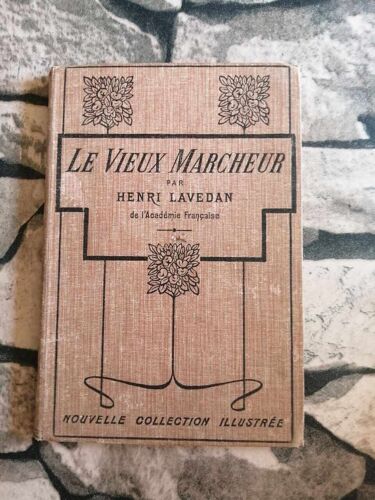 LE VIEUX MARCHEUR
PAR
HENRI LAVEDAN
de l'Académie Française
NOUVELLE COLLECTION ILLUSTRÉE